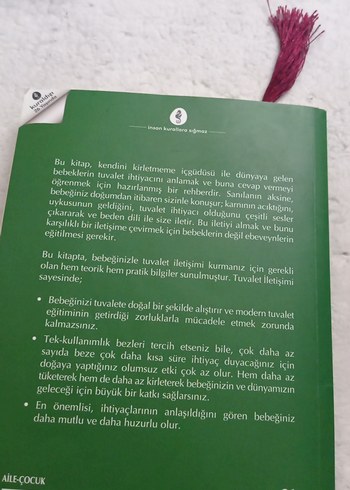 kuraldışı
insan kurallara sığmaz
Bu kitap, kendini kirletmeme içgüdüsü ile dünyaya gelen
bebeklerin tuvalet ihtiyacını anlamak ve buna cevap vermeyi
öğrenmek için hazırlanmış bir rehberdir. Sanılanın aksine,
bebeğiniz doğumdan itibaren sizinle konuşur; karnının acıktığını,
uykusunun geldiğini, tuvalet ihtiyacı olduğunu çeşitli sesler
çıkararak ve beden dili ile size iletir. Bu iletiyi almak ve bunu
karşılıklı bir iletişime çevirmek için bebeklerin değil ebeveynlerin
eğitilmesi gerekir.
Bu kitapta, bebeğinizle tuvalet iletişimi kurmanız için gerekli
olan hem teorik hem pratik bilgiler sunulmuştur. Tuvalet İletişimi
sayesinde;
• Bebeğinizi tuvalete doğal bir şekilde alıştırır ve modern tuvalet
eğitiminin getirdiği zorluklarla mücadele etmek zorunda
kalmazsınız.
• Tek-kullanımlık bezleri tercih etseniz bile, çok daha az
sayıda beze çok daha kısa süre ihtiyaç duyacağınız için
doğaya yaptığınız olumsuz etki çok az olur. Hem daha az
tüketerek hem de daha az kirleterek bebeğinizin ve dünyamızın
geleceği için büyük bir katkı sağlarsınız.
• En önemlisi, ihtiyaçlarının anlaşıldığını gören bebeğiniz
daha mutlu ve daha huzurlu olur.
AİLE-ÇOCUK